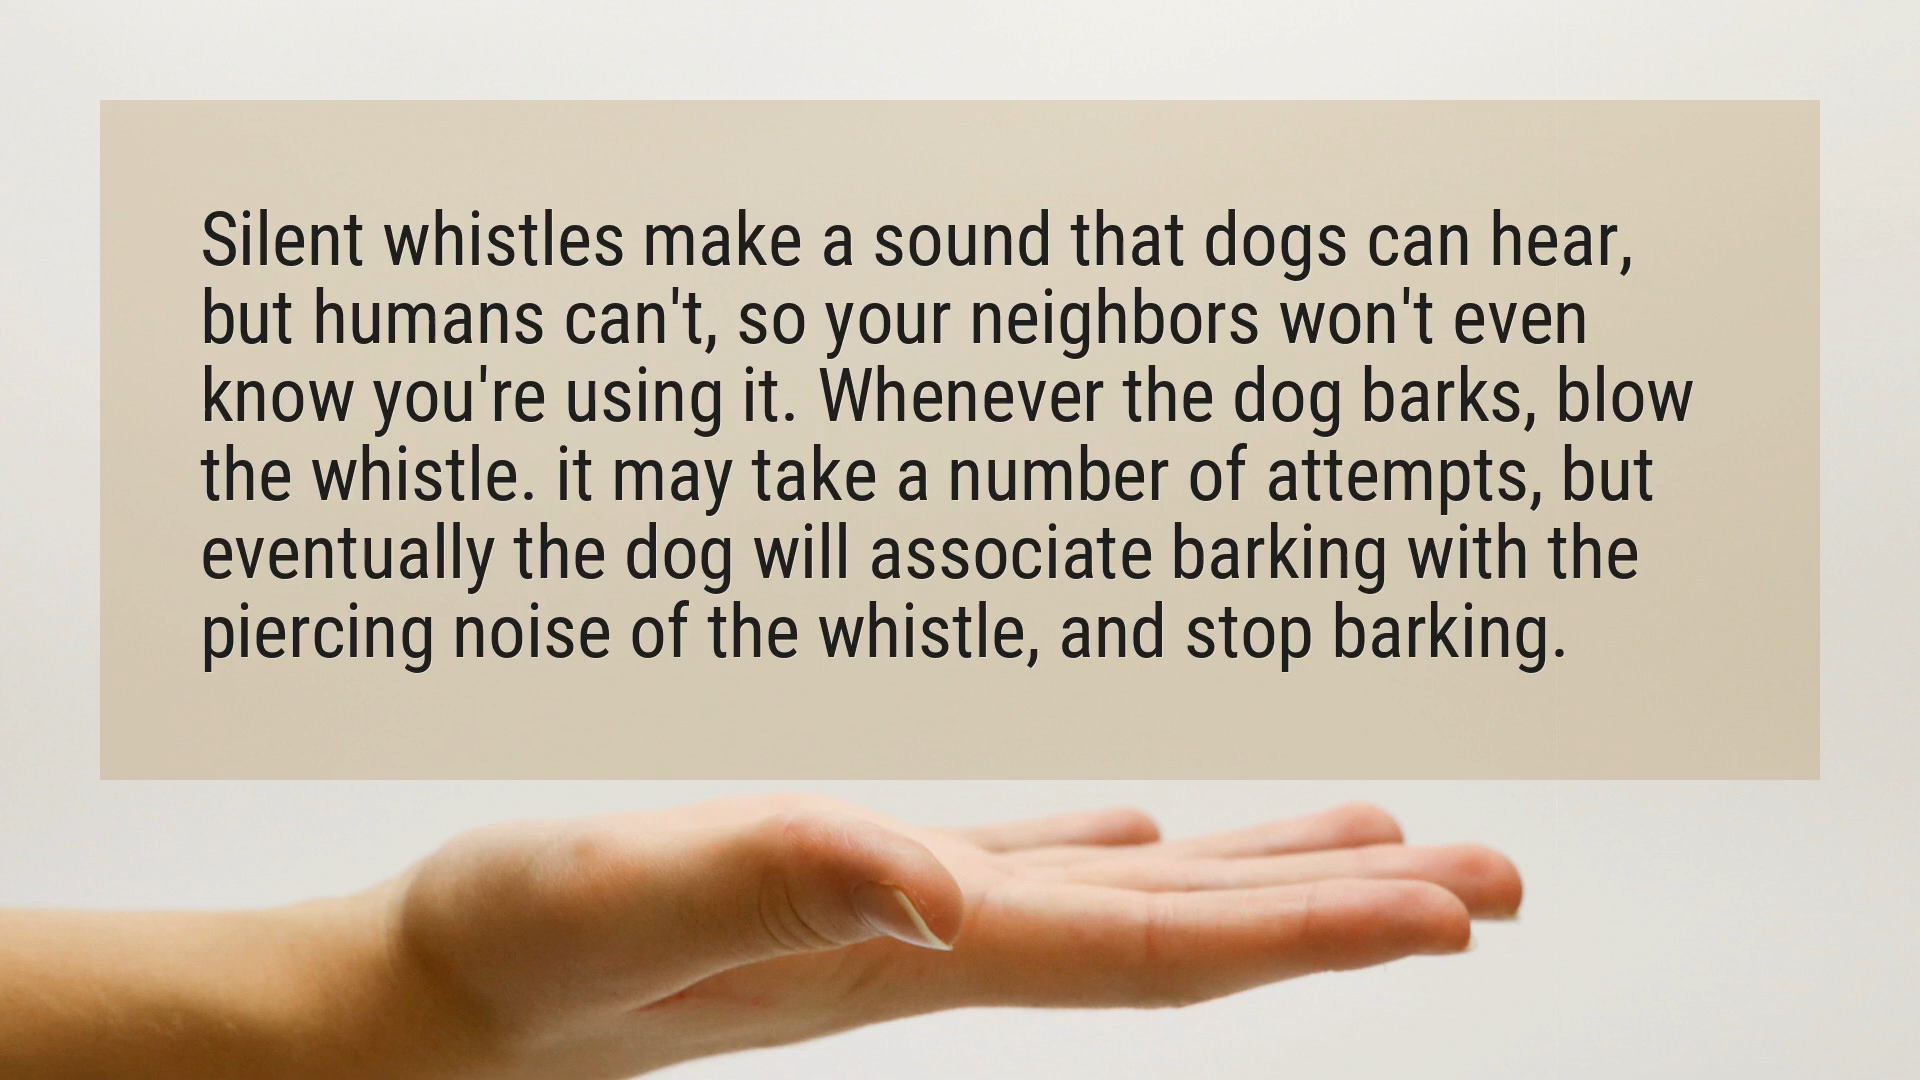 Silent whistles make a sound that dogs can hear,
but humans can't, so your neighbors won't even
know you're using it. Whenever the dog barks, blow
the whistle. it may take a number of attempts, but
eventually the dog will associate barking with the
piercing noise of the whistle, and stop barking.